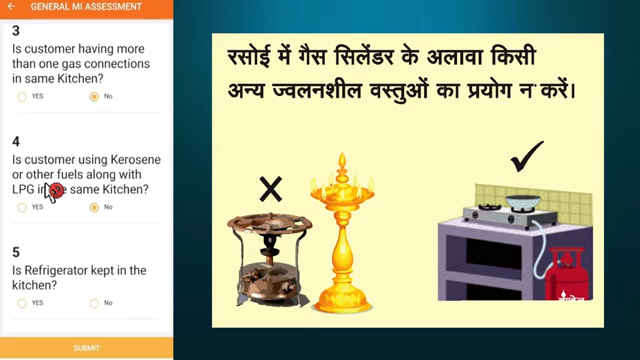 GENERAL MI ASSESSMENT
3
Is customer having more
than one gas connections
in same Kitchen?
YES
No
4
Is customer using Kerosene
or other fuels along with
LPG in same Kitchen?
YES
No
5
Is Refrigerator kept in the
kitchen?
YES
No
SUBMIT
रसोई में गैस सिलेंडर के अलावा किसी
अन्य ज्वलनशील वस्तुओं का प्रयोग न करें।